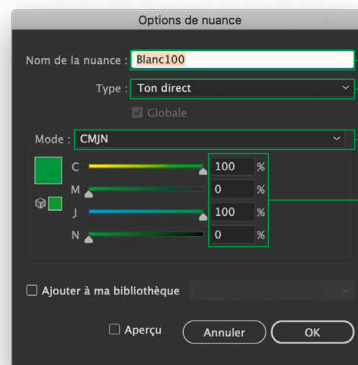 Options de nuance
Nom de la nuance : Blanc100
Type : Ton direct
Globale
Mode : CMJN
C 100 %
M 0 %
J 100 %
N 0 %
Ajouter à ma bibliothèque
Aperçu Annuler OK